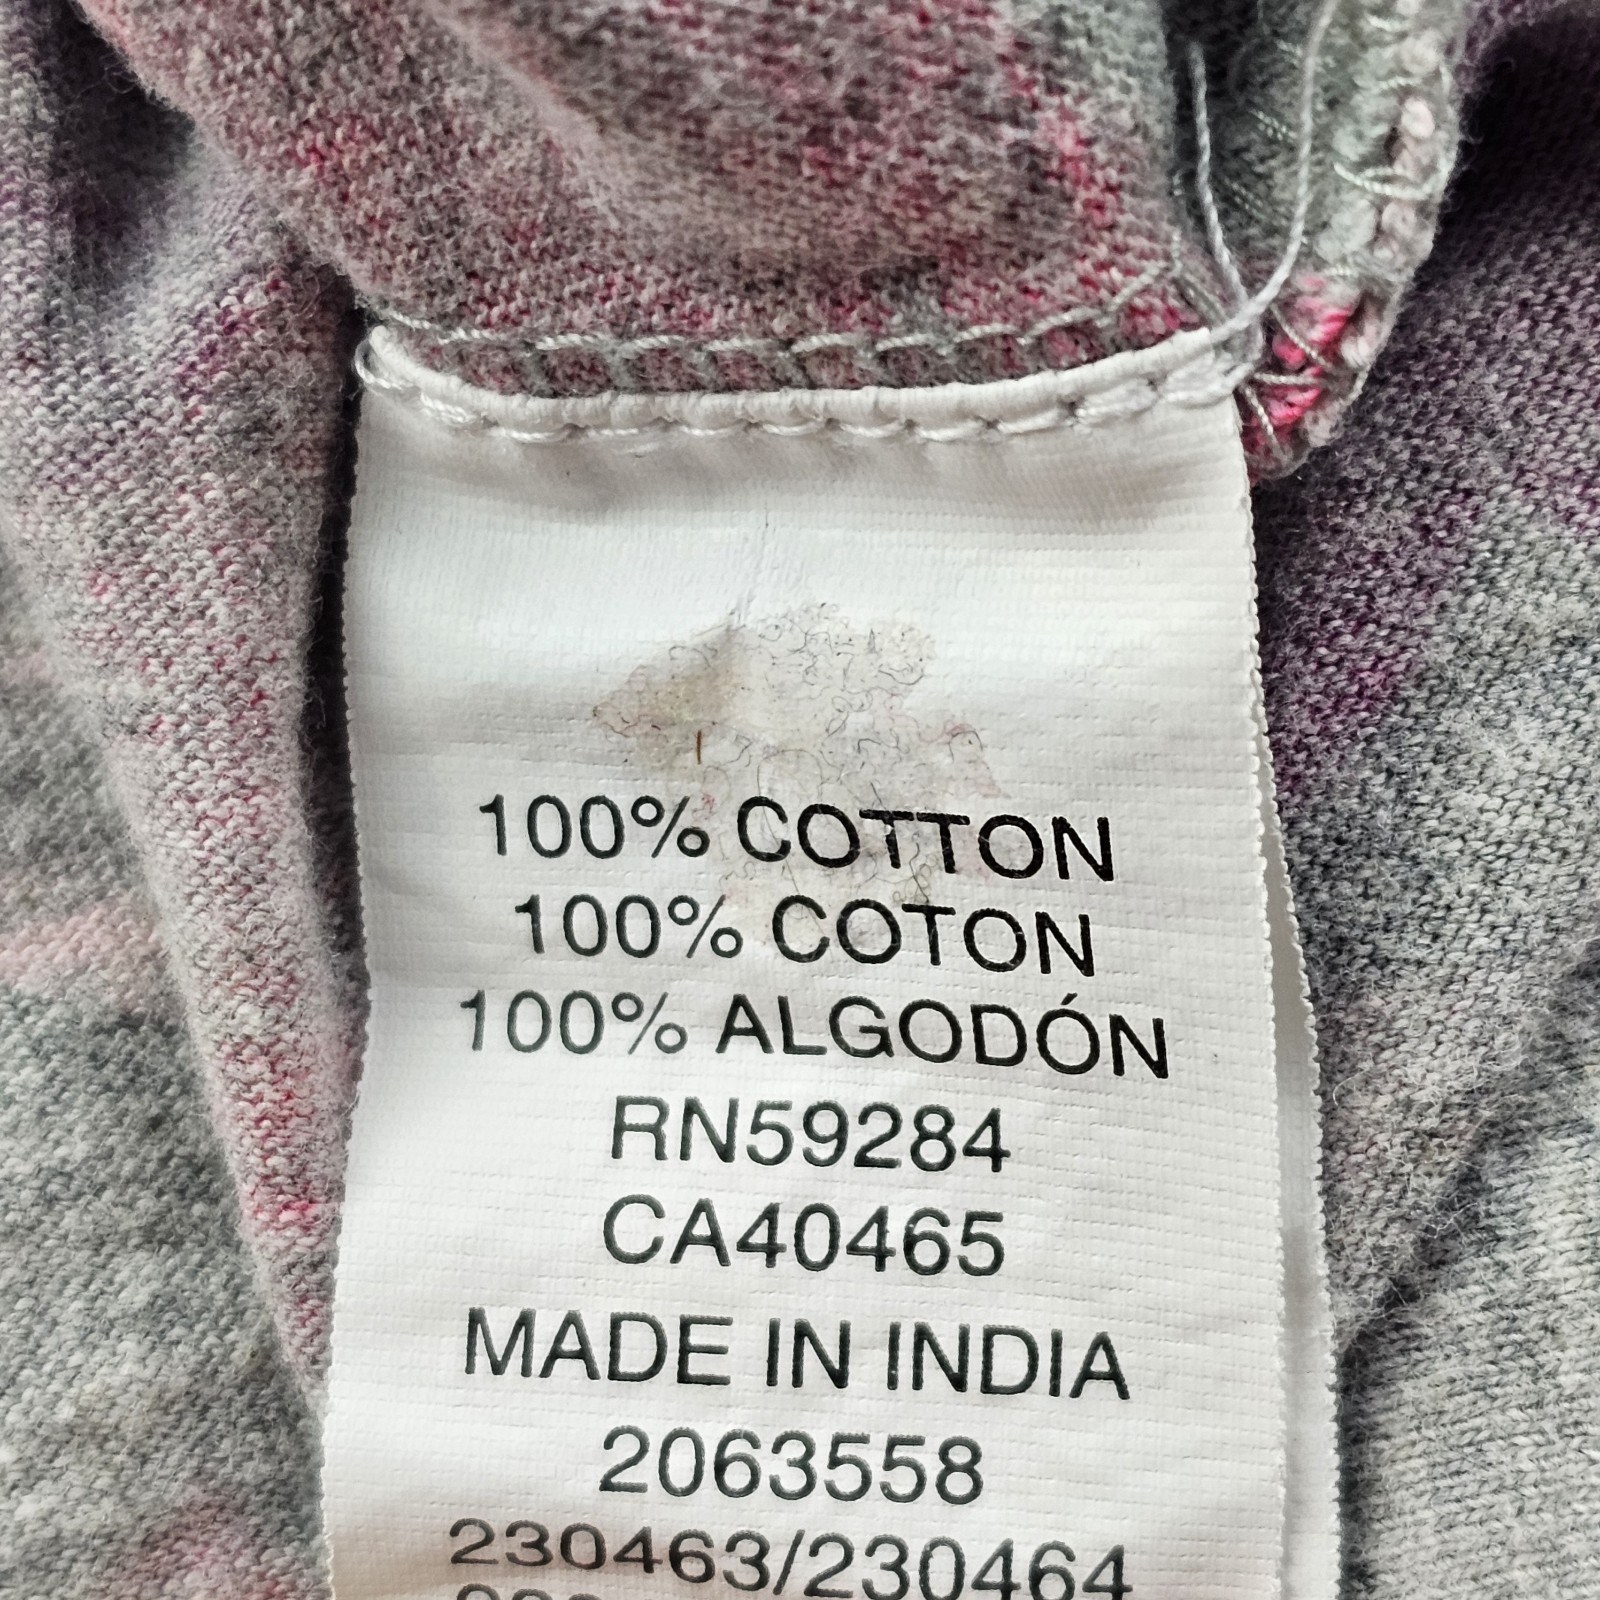 100% COTTON
100% COTON
100% ALGODÓN
RN59284
CA40465
MADE IN INDIA
2063558
230463/230464